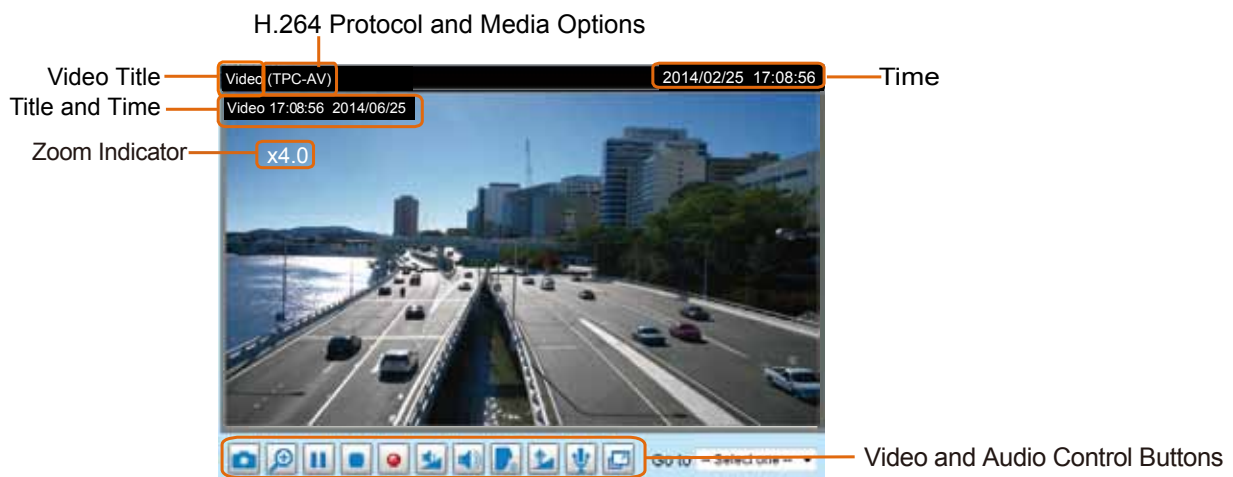 H.264 Protocol and Media Options
Video Title
Video (TPC-AV)
2014/02/25 17:08:56
Time
Title and Time
Video 17:08:56 2014/06/25
Zoom Indicator
x4.0
Go to -- Select one --
Video and Audio Control Buttons